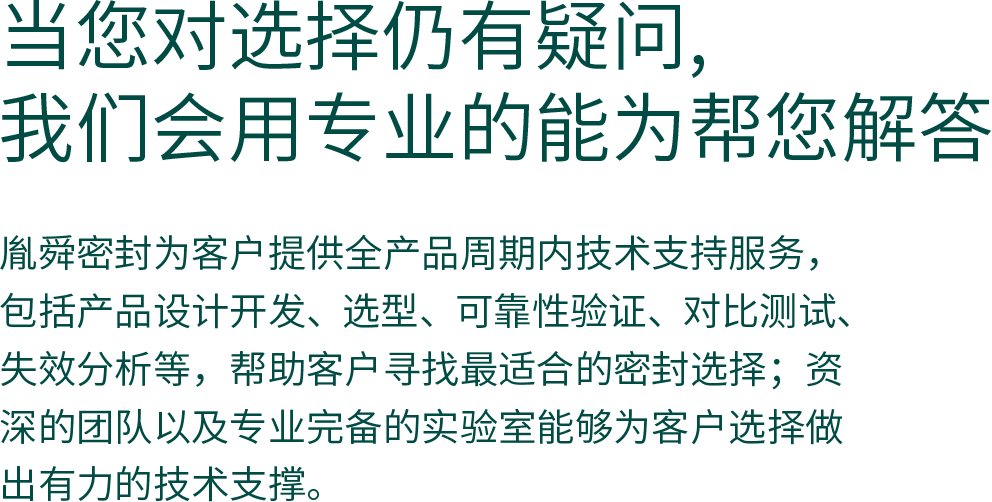 当您对选择仍有疑问,
我们会用专业的能为帮您解答
胤舜密封为客户提供全产品周期内技术支持服务，
包括产品设计开发、选型、可靠性验证、对比测试、
失效分析等，帮助客户寻找最适合的密封选择；资
深的团队以及专业完备的实验室能够为客户选择做
出有力的技术支撑。